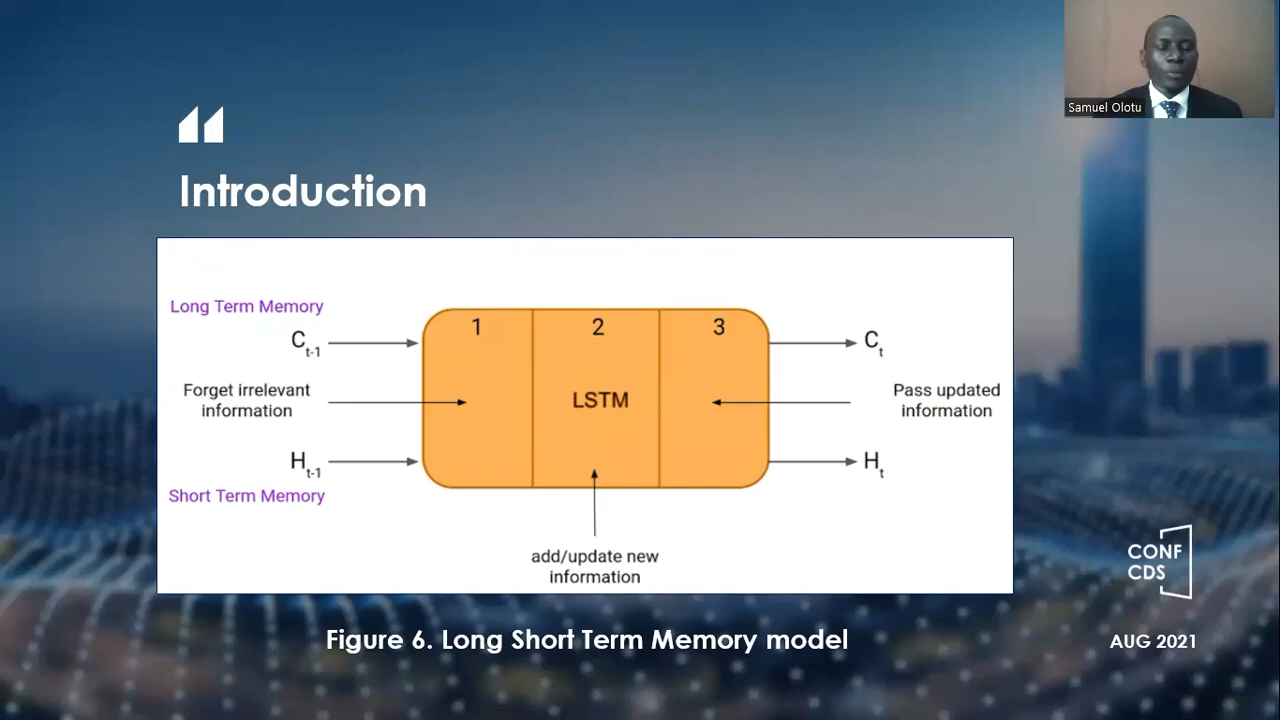 Samuel Olotu
Introduction
Long Term Memory
1
2
3
C t-1
C t
Forget irrelevant
information
LSTM
Pass updated
information
H t-1
H t
Short Term Memory
add/update new
information
CONF
CDS
Figure 6. Long Short Term Memory model
AUG 2021